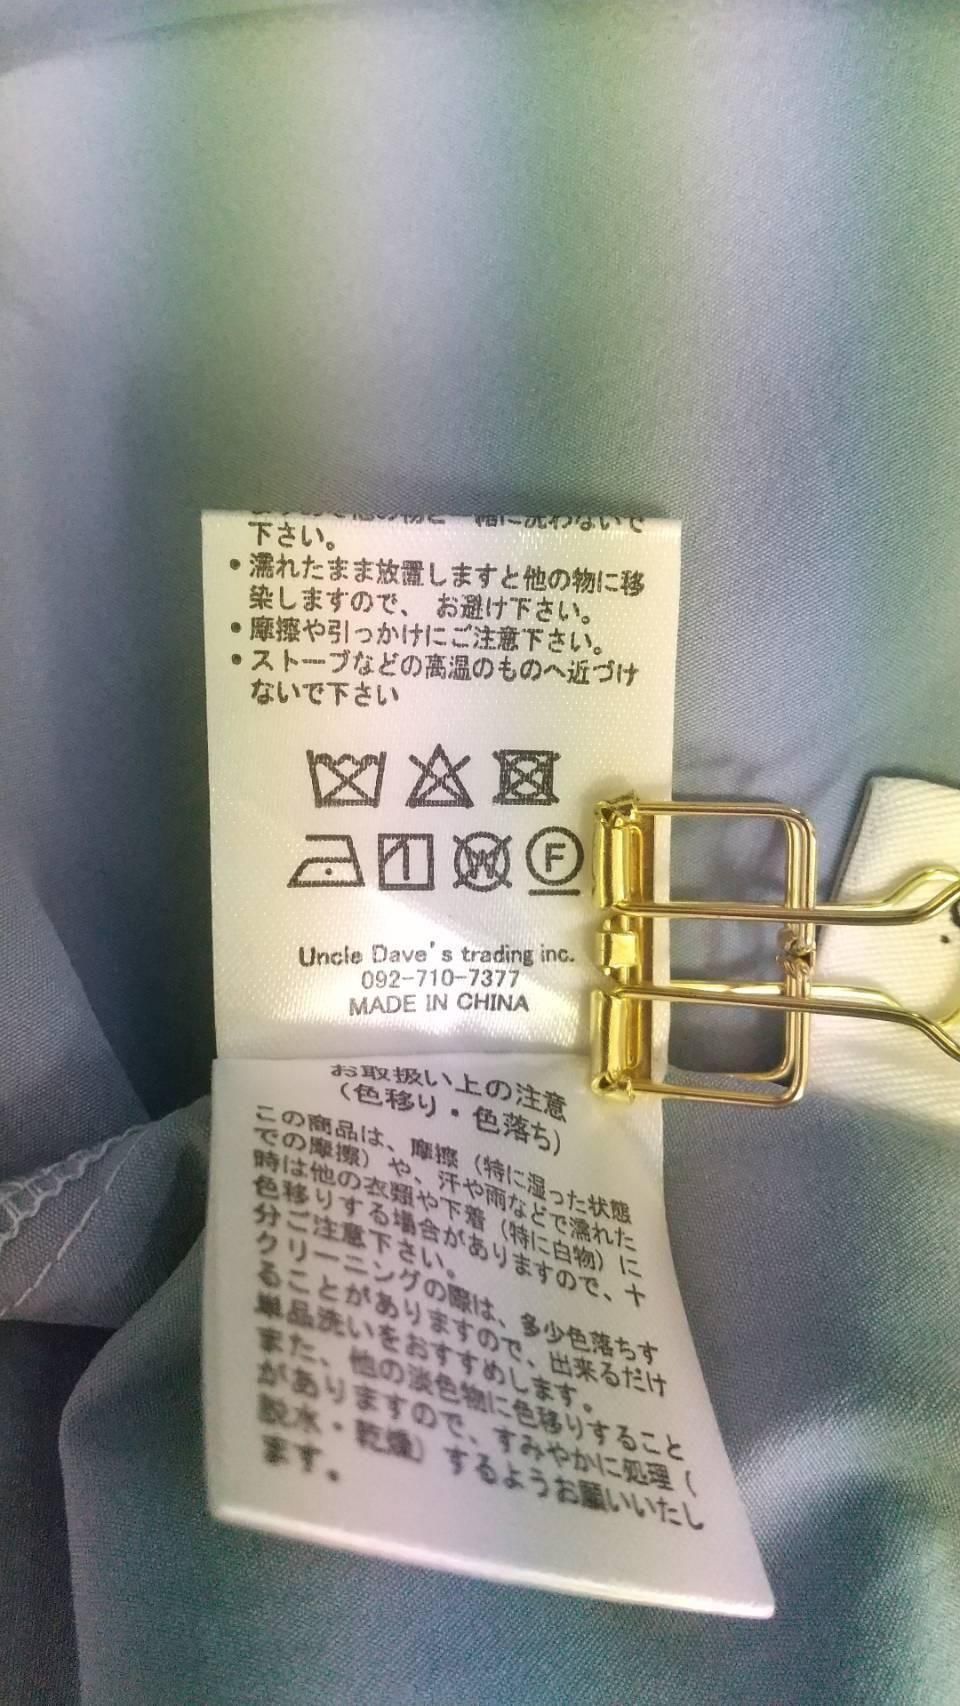 他の物と一緒に洗わないで
下さい。
●濡れたまま放置しますと他の物に移
染しますので、 お避け下さい。
●摩擦や引っかけにご注意下さい。
●ストーブなどの高温のものへ近づけ
ないで下さい
W F
Uncle Dave's trading inc.
092-710-7377
MADE IN CHINA
お取扱い上の注意
(色移り・色落ち)
この商品は、摩擦（特に湿った状態
での摩擦）や、汗や雨などで濡れた
時は他の衣類や下着（特に白物）に
色移りする場合がありますので、十
分ご注意下さい。
クリーニングの際は、多少色落ちす
ることがありますので、出来るだけ
単品洗いをおすすめします。
また、他の淡色物に色移りすること
がありますので、すみやかに処理（
脱水・乾燥）するようお願いいたし
ます。